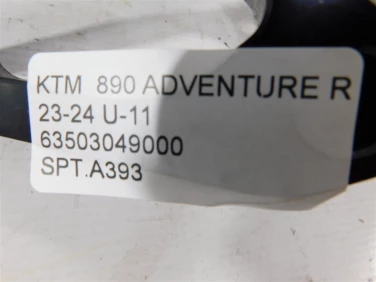 KTM 890 ADVENTURE R
23-24 U-11
63503049000
SPT.A393